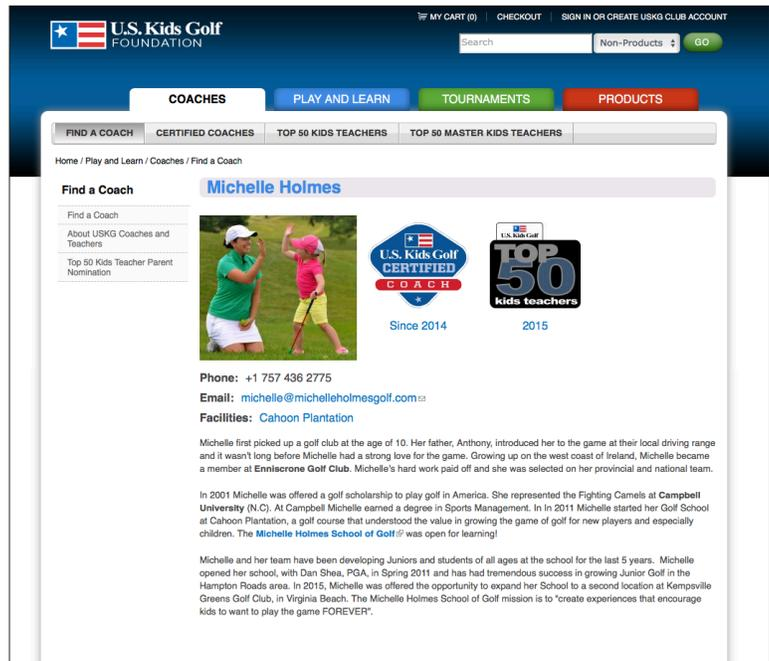 MY CART (0) CHECKOUT SIGN IN OR CREATE USKG CLUB ACCOUNT
U.S. Kids Golf
FOUNDATION
Search Non-Products GO
COACHES PLAY AND LEARN TOURNAMENTS PRODUCTS
FIND A COACH CERTIFIED COACHES TOP 50 KIDS TEACHERS TOP 50 MASTER KIDS TEACHERS
Home / Play and Learn / Coaches / Find a Coach
Find a Coach
Find a Coach
About USKG Coaches and
Teachers
Top 50 Kids Teacher Parent
Nomination
Michelle Holmes
U.S. Kids Golf
CERTIFIED
COACH
Since 2014
U.S. Kids Golf
TOP
50
kids teachers
2015
Phone: +1 757 436 2775
Email: michelle@michelleholmesgolf.com
Facilities: Cahoon Plantation
Michelle first picked up a golf club at the age of 10. Her father, Anthony, introduced her to the game at their local driving range
and it wasn't long before Michelle had a strong love for the game. Growing up on the west coast of Ireland, Michelle became
a member at Enniscrone Golf Club. Michelle's hard work paid off and she was selected on her provincial and national team.
In 2001 Michelle was offered a golf scholarship to play golf in America. She represented the Fighting Camels at Campbell
University (N.C). At Campbell Michelle earned a degree in Sports Management. In In 2011 Michelle started her Golf School
at Cahoon Plantation, a golf course that understood the value in growing the game of golf for new players and especially
children. The Michelle Holmes School of Golf was open for learning!
Michelle and her team have been developing Juniors and students of all ages at the school for the last 5 years. Michelle
opened her school, with Dan Shea, PGA, in Spring 2011 and has had tremendous success in growing Junior Golf in the
Hampton Roads area. In 2015, Michelle was offered the opportunity to expand her School to a second location at Kempsville
Greens Golf Club, in Virginia Beach. The Michelle Holmes School of Golf mission is to "create experiences that encourage
kids to want to play the game FOREVER".